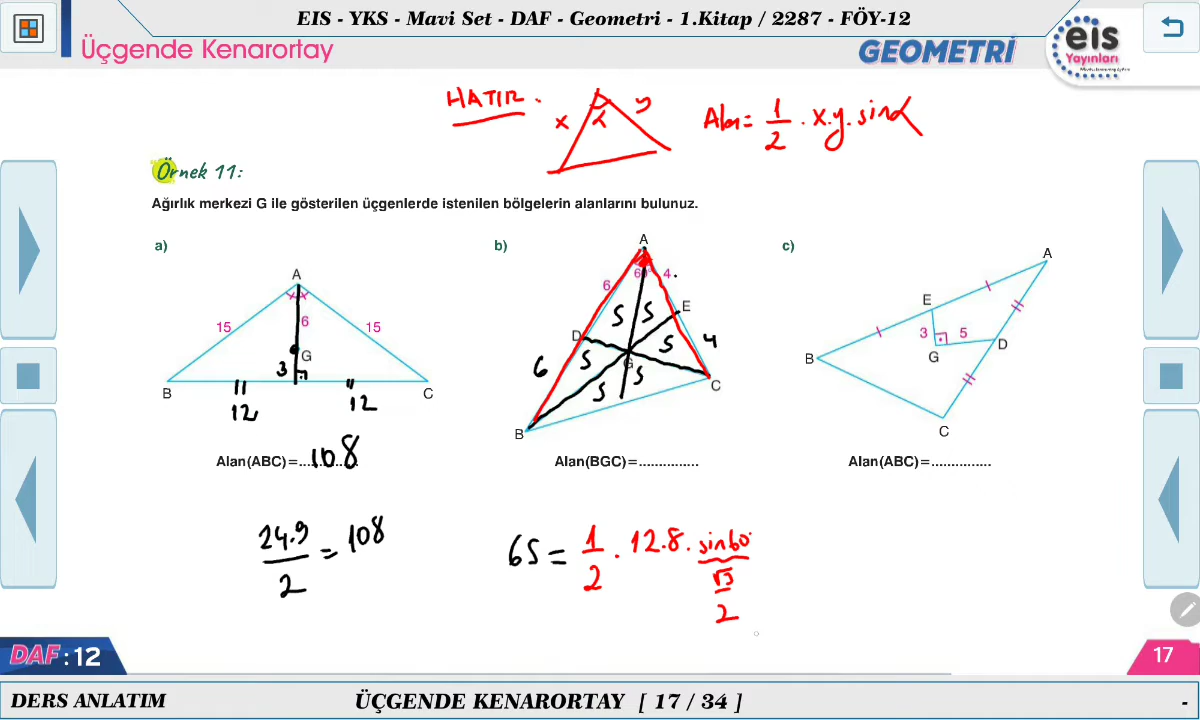 EIS - YKS - Mavi Set - DAF - Geometri - 1.Kitap / 2287 - FÖY-12
Üçgende Kenarortay
GEOMETRİ
eis
Yayınları
HATIR.
x
α
y
Alan = 1/2 . x.y.sinα
Örnek 11:
Ağırlık merkezi G ile gösterilen üçgenlerde istenilen bölgelerin alanlarını bulunuz.
a)
A
15
6
15
G
3
B
12
12
C
Alan(ABC)=...108
24.9/2 = 108
b)
A
60
4
6
E
S
S
D
S
S
4
6
G
S
S
C
B
Alan(BGC)=...............
6S = 1/2 . 12.8. sin60°
√3/2
c)
A
E
3
5
D
B
G
C
Alan(ABC)=...............
DAF : 12
17
DERS ANLATIM
ÜÇGENDE KENARORTAY [ 17 / 34 ]
-